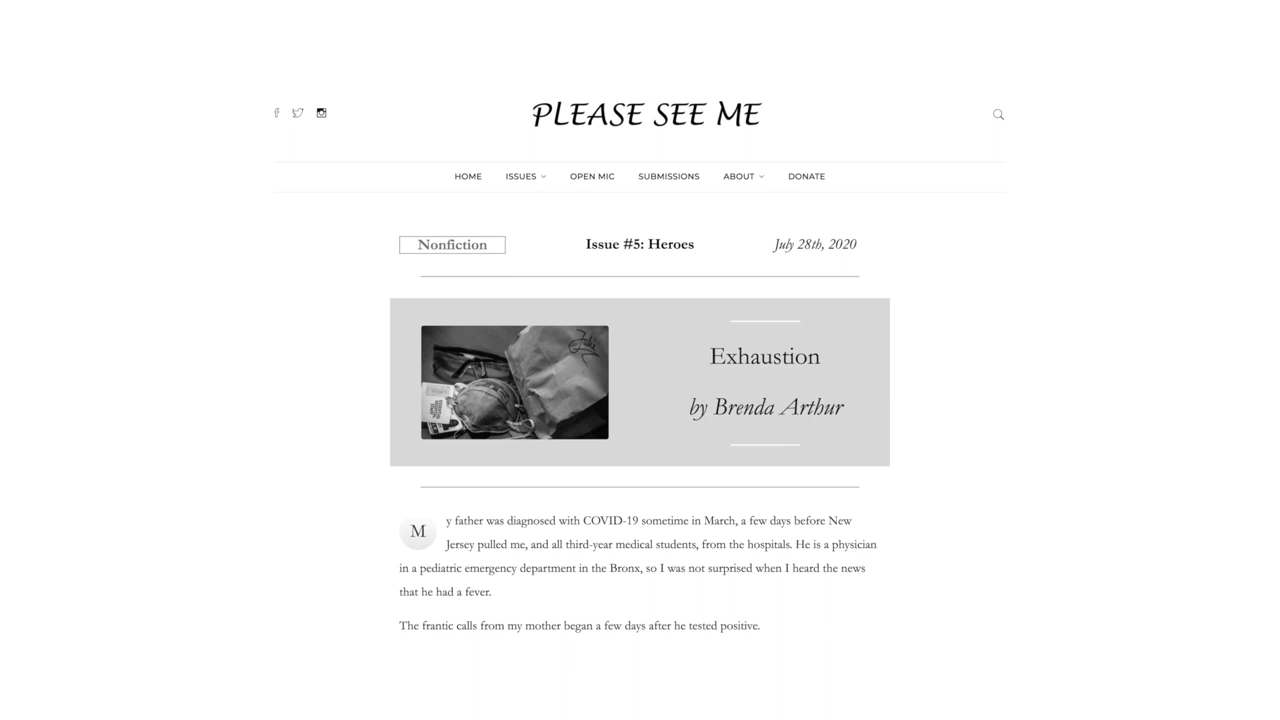 PLEASE SEE ME
HOME ISSUES OPEN MIC SUBMISSIONS ABOUT DONATE
Nonfiction Issue #5: Heroes July 28th, 2020
Julie
Exhaustion
by Brenda Arthur
My father was diagnosed with COVID-19 sometime in March, a few days before New
Jersey pulled me, and all third-year medical students, from the hospitals. He is a physician
in a pediatric emergency department in the Bronx, so I was not surprised when I heard the news
that he had a fever.
The frantic calls from my mother began a few days after he tested positive.